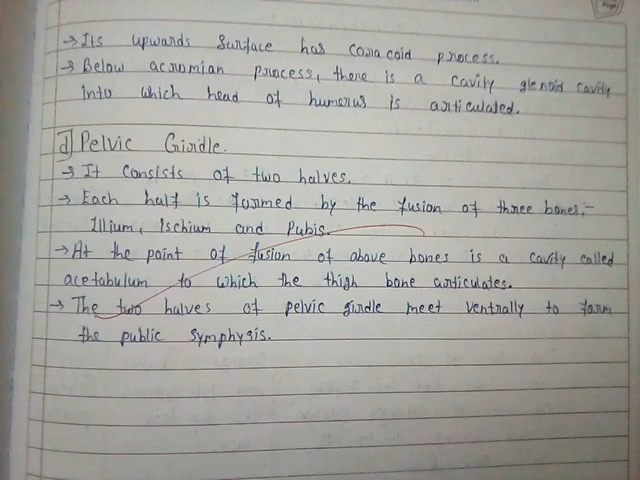 → Its upwards Surface has coracoid process.
→ Below acromian process, there is a cavity glenoid cavity
into which head of humerus is articulated.
d] Pelvic Girdle.
→ It consists of two halves.
→ Each half is formed by the fusion of three bones:-
Illium, Ischium and Pubis.
→ At the point of fusion of above bones is a cavity called
acetabulum to which the thigh bone articulates.
→ The two halves of pelvic girdle meet ventrally to form
the public symphysis.